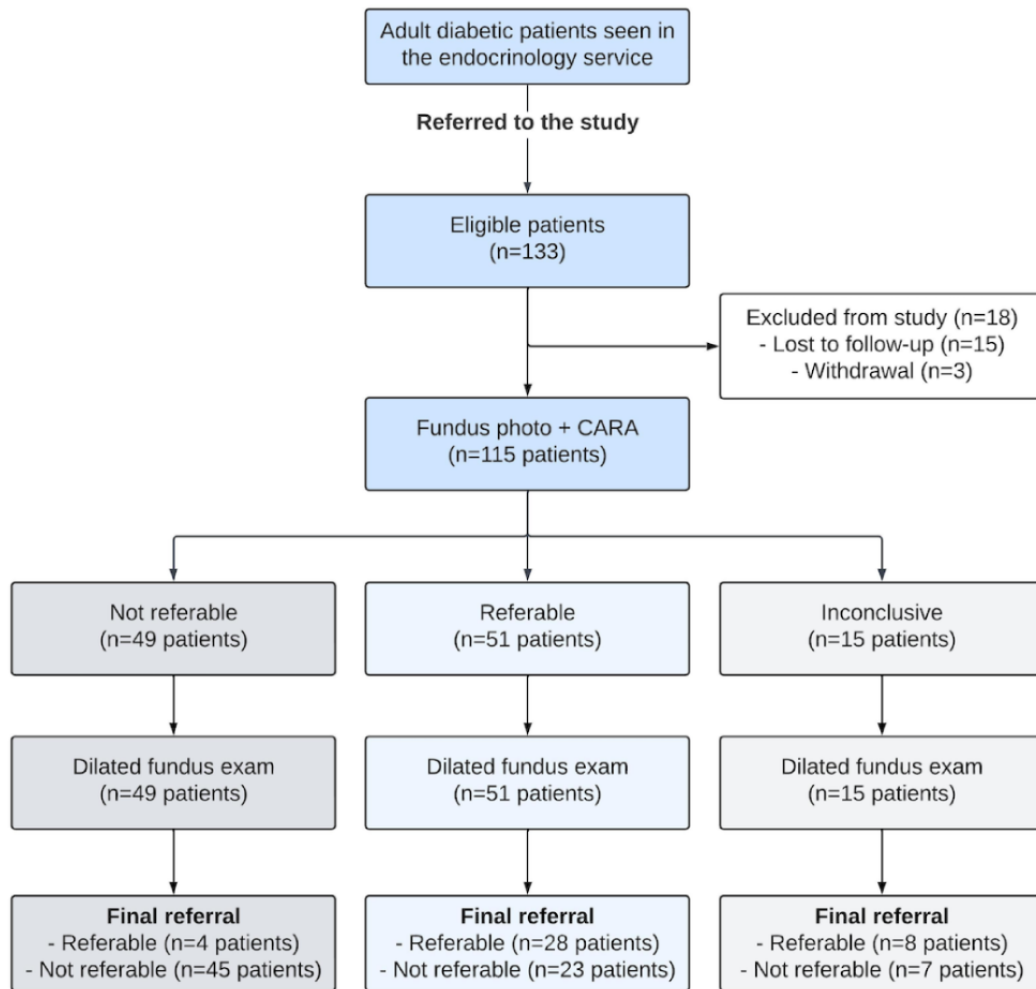 Adult diabetic patients seen in
the endocrinology service
Referred to the study
Eligible patients
(n=133)
Excluded from study (n=18)
- Lost to follow-up (n=15)
- Withdrawal (n=3)
Fundus photo + CARA
(n=115 patients)
Not referable
(n=49 patients)
Referable
(n=51 patients)
Inconclusive
(n=15 patients)
Dilated fundus exam
(n=49 patients)
Dilated fundus exam
(n=51 patients)
Dilated fundus exam
(n=15 patients)
Final referral
- Referable (n=4 patients)
- Not referable (n=45 patients)
Final referral
- Referable (n=28 patients)
- Not referable (n=23 patients)
Final referral
- Referable (n=8 patients)
- Not referable (n=7 patients)